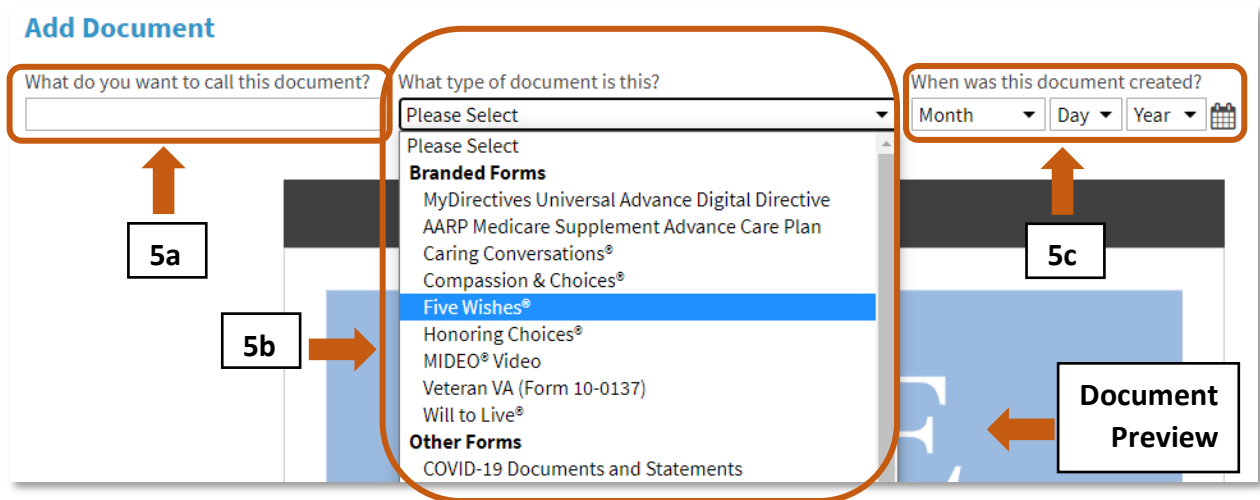 Add Document
What do you want to call this document?
What type of document is this?
When was this document created?
Please Select
Month
Day
Year
Please Select
Branded Forms
MyDirectives Universal Advance Digital Directive
AARP Medicare Supplement Advance Care Plan
Caring Conversations®
Compassion & Choices®
Five Wishes®
Honoring Choices®
MIDEO® Video
Veteran VA (Form 10-0137)
Will to Live®
Other Forms
COVID-19 Documents and Statements
5a
5b
5c
Document
Preview